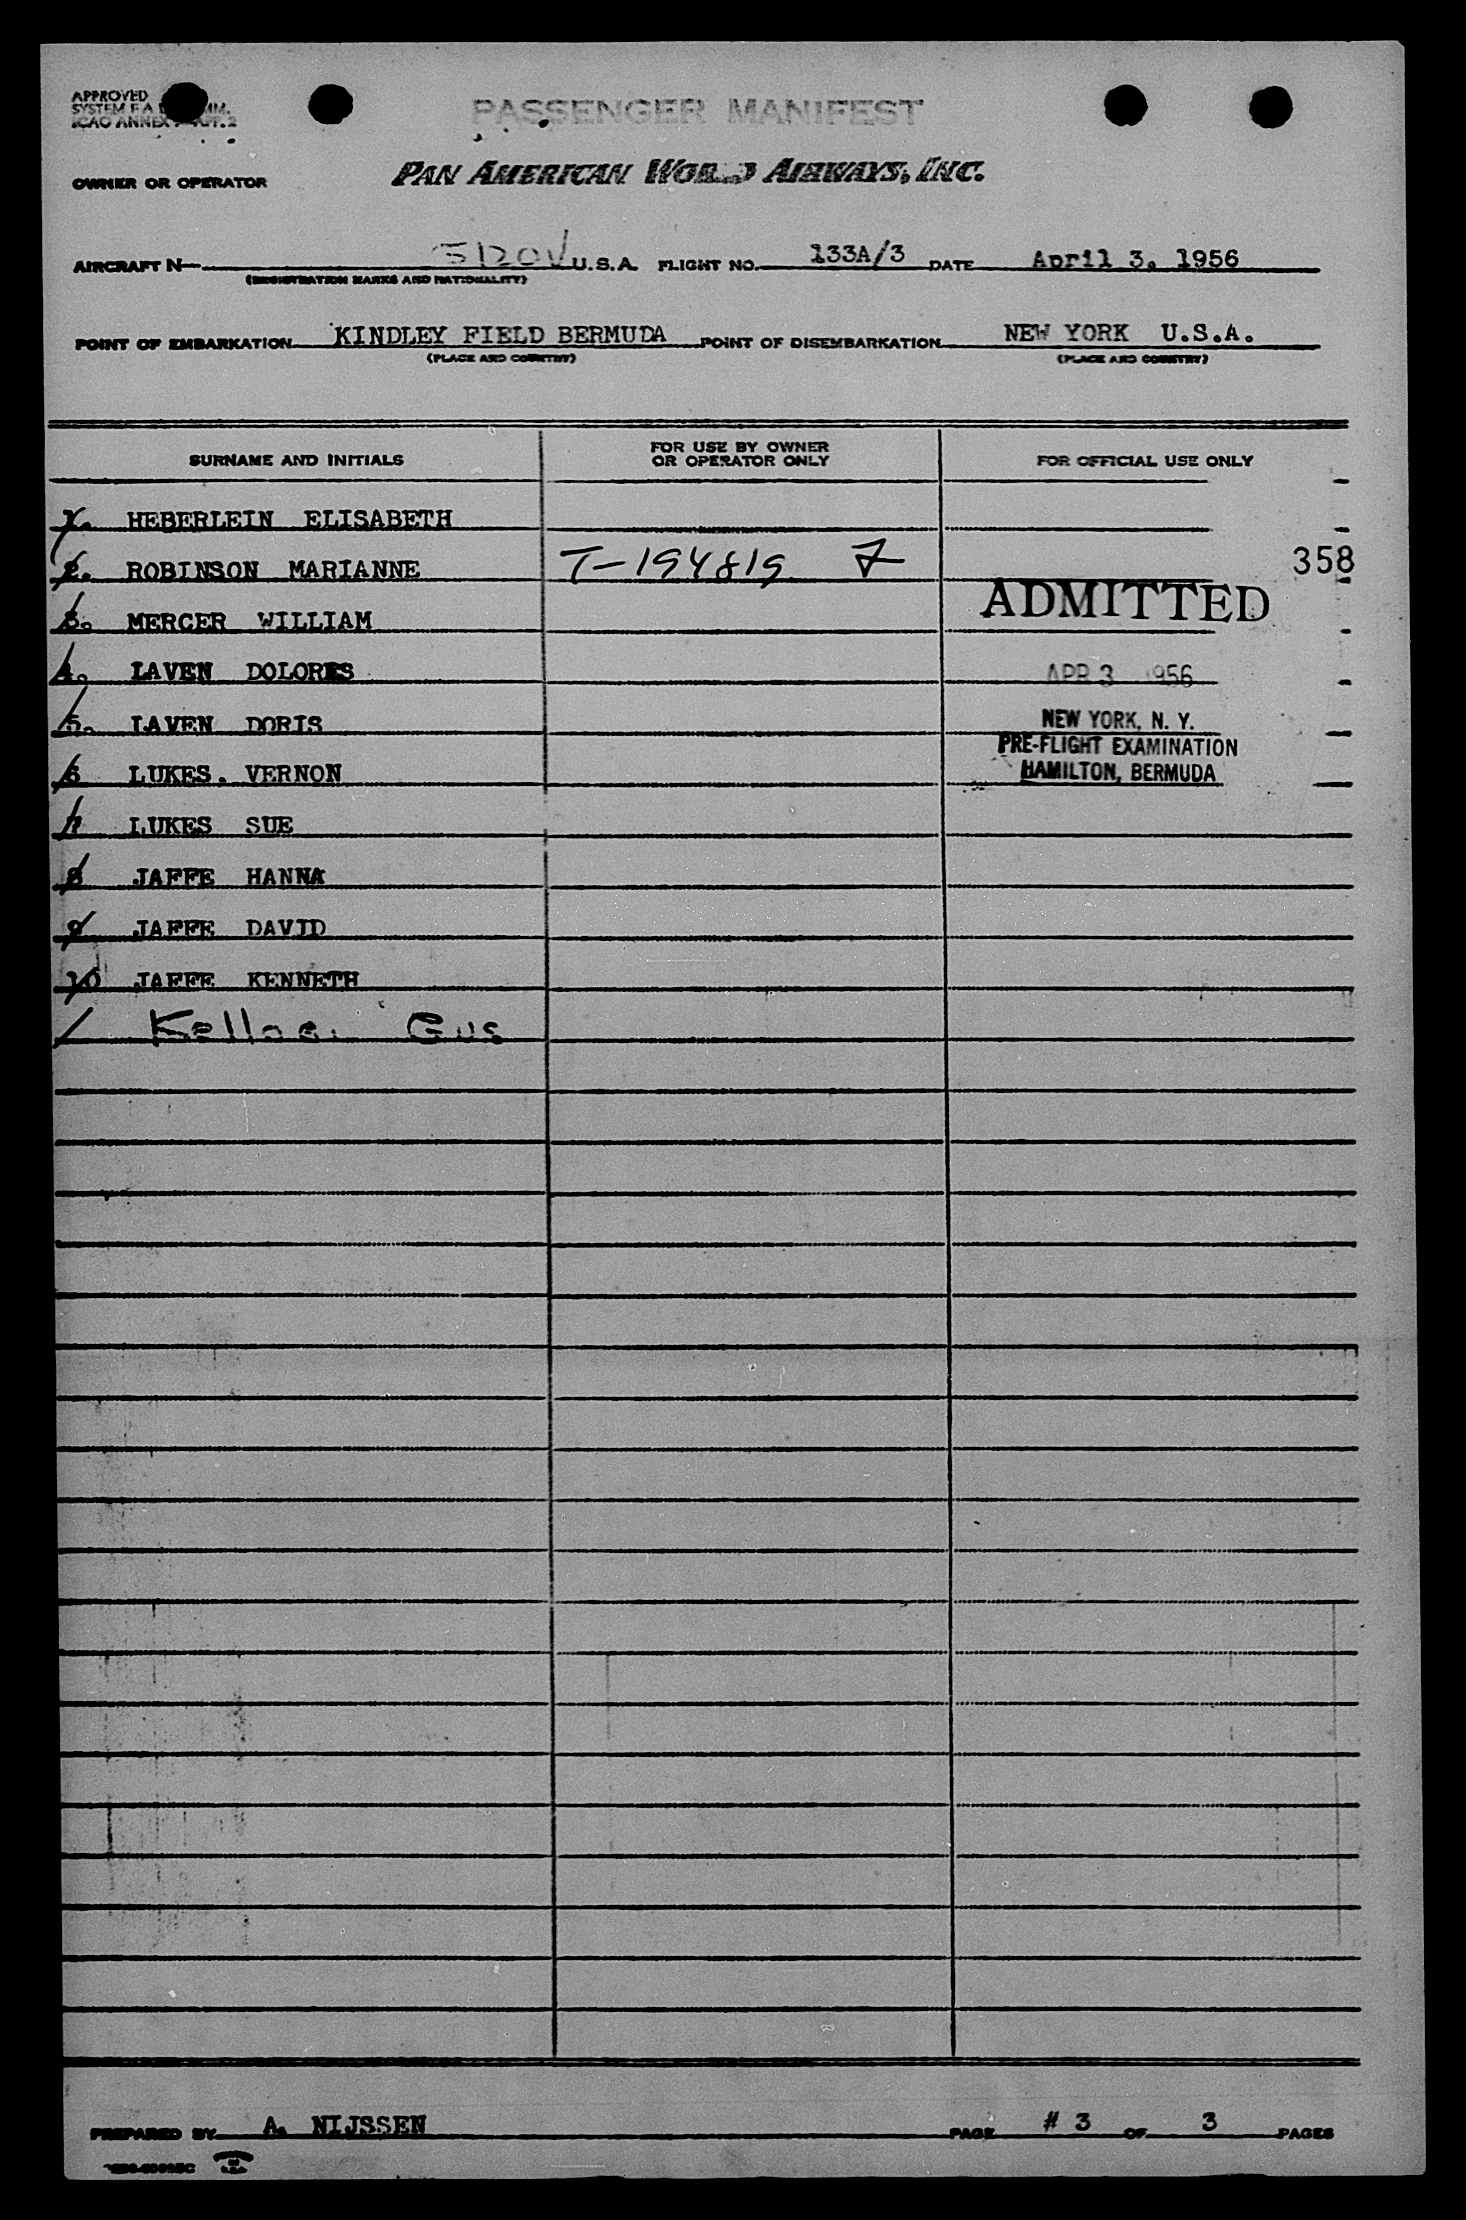 APPROVED
PASSENGER MANIFEST
SYSTEM F.A.
ICAO ANNEX
OWNER OR OPERATOR PAN AMERICAN WORLD AIRWAYS, INC.
AIRCRAFT N— U.S.A. FLIGHT NO. 133A/3 DATE April 3, 1956
(REGISTRATION MARKS AND NATIONALITY)
POINT OF EMBARKATION KINDLEY FIELD BERMUDA POINT OF DISEMBARKATION NEW YORK U.S.A.
(PLACE AND COUNTRY) (PLACE AND COUNTRY)
SURNAME AND INITIALS FOR USE BY OWNER OR OPERATOR ONLY FOR OFFICIAL USE ONLY
1. HEBERLEIN ELISABETH
2. ROBINSON MARIANNE T-194819 358
3. MERCER WILLIAM ADMITTED
4. LAVEN DOLORES APR 3 1956
5. LAVEN DORIS NEW YORK, N. Y.
PRE-FLIGHT EXAMINATION
6 LUKES. VERNON HAMILTON, BERMUDA
7 LUKES SUE
8 JAFFE HANNA
9 JAFFE DAVID
10 JAFFE KENNETH
Gus
PREPARED BY A. NIJSSEN PAGE # 3 OF 3 PAGES